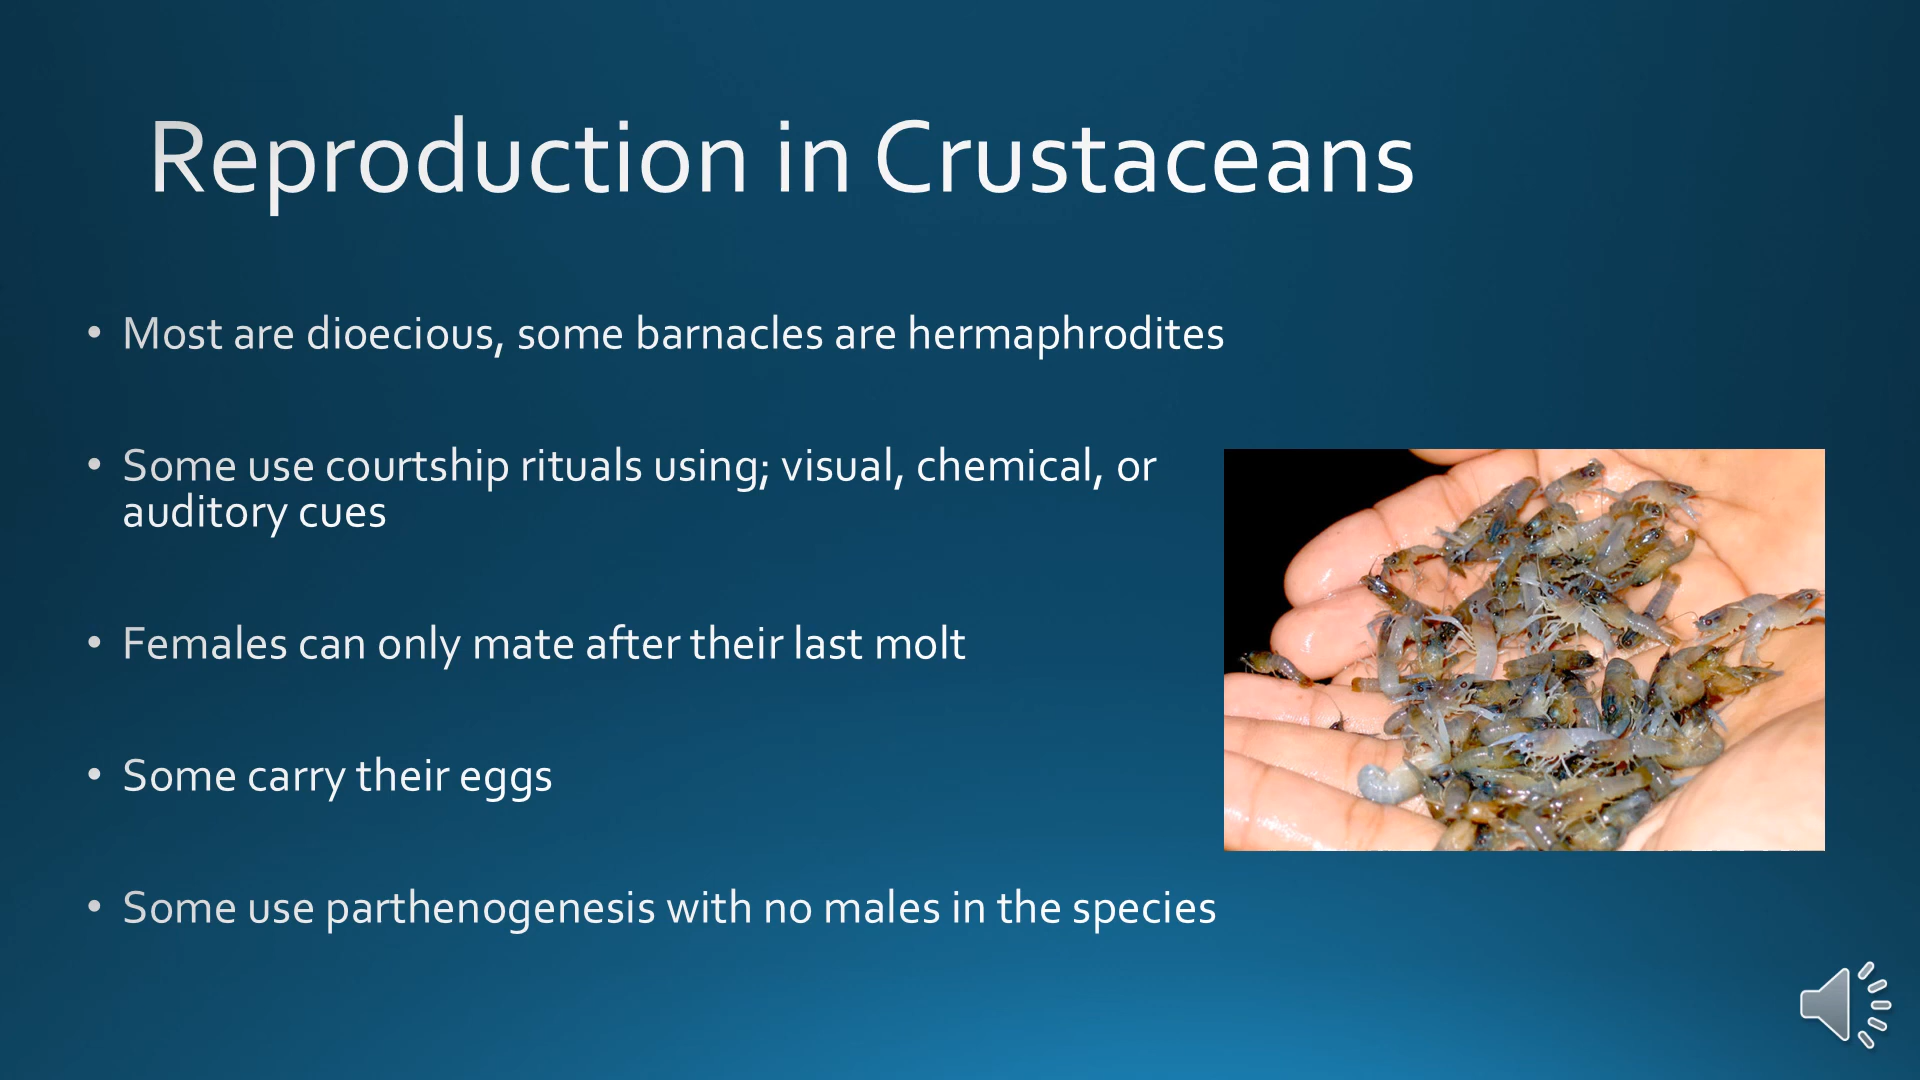 Reproduction in Crustaceans
• Most are dioecious, some barnacles are hermaphrodites
• Some use courtship rituals using; visual, chemical, or
auditory cues
• Females can only mate after their last molt
• Some carry their eggs
• Some use parthenogenesis with no males in the species